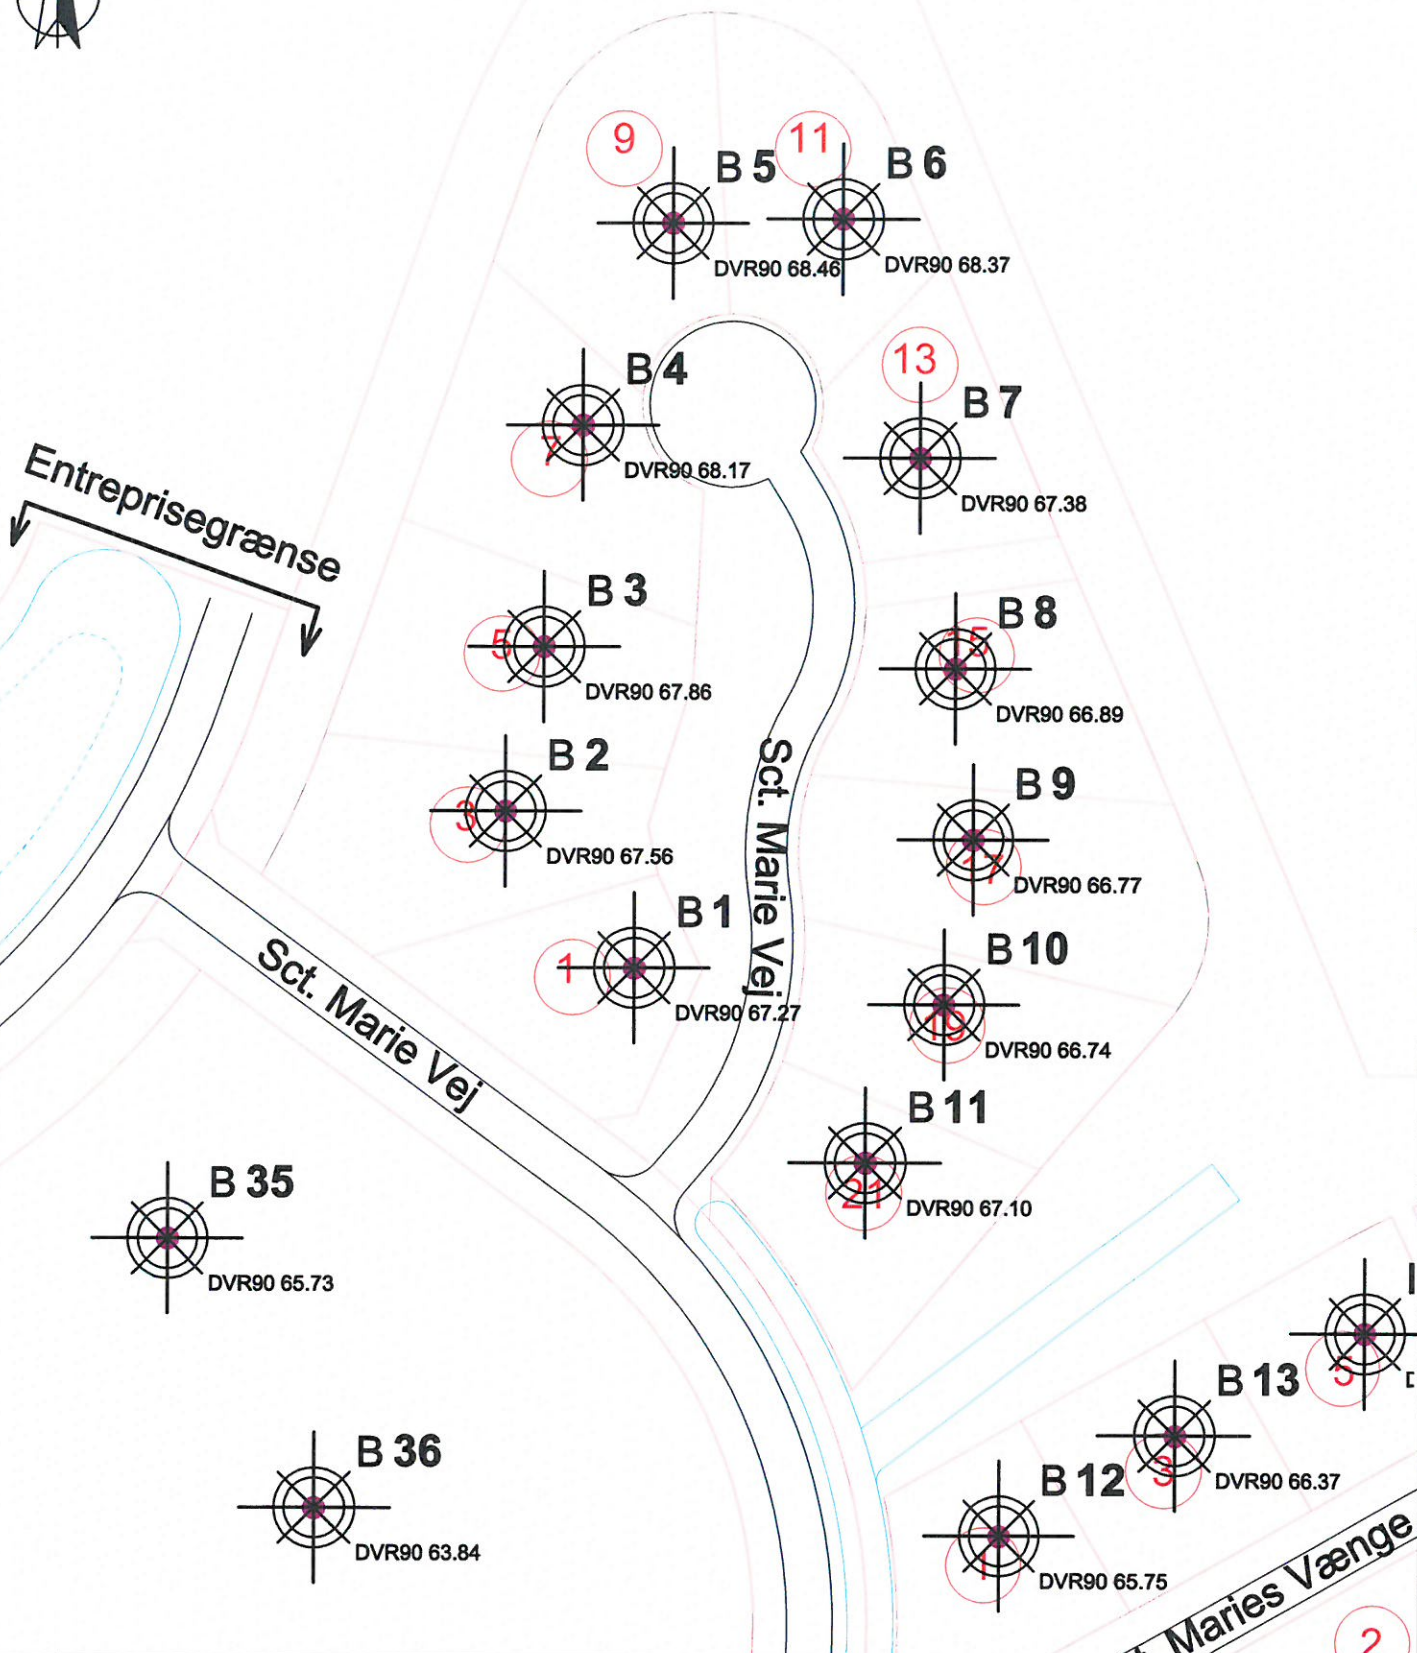 9
11
B 5
B 6
DVR90 68.46
DVR90 68.37
13
B 4
B 7
7
DVR90 68.17
DVR90 67.38
Entreprisegrænse
B 3
B 8
5
15
DVR90 67.86
DVR90 66.89
B 2
B 9
3
17
DVR90 67.56
DVR90 66.77
Sct. Marie Vej
B 1
B 10
1
19
DVR90 67.27
DVR90 66.74
Sct. Marie Vej
B 11
21
DVR90 67.10
B 35
DVR90 65.73
5
B 13
3
DVR90 66.37
B 36
DVR90 63.84
B 12
1
DVR90 65.75
Maries Vænge
2